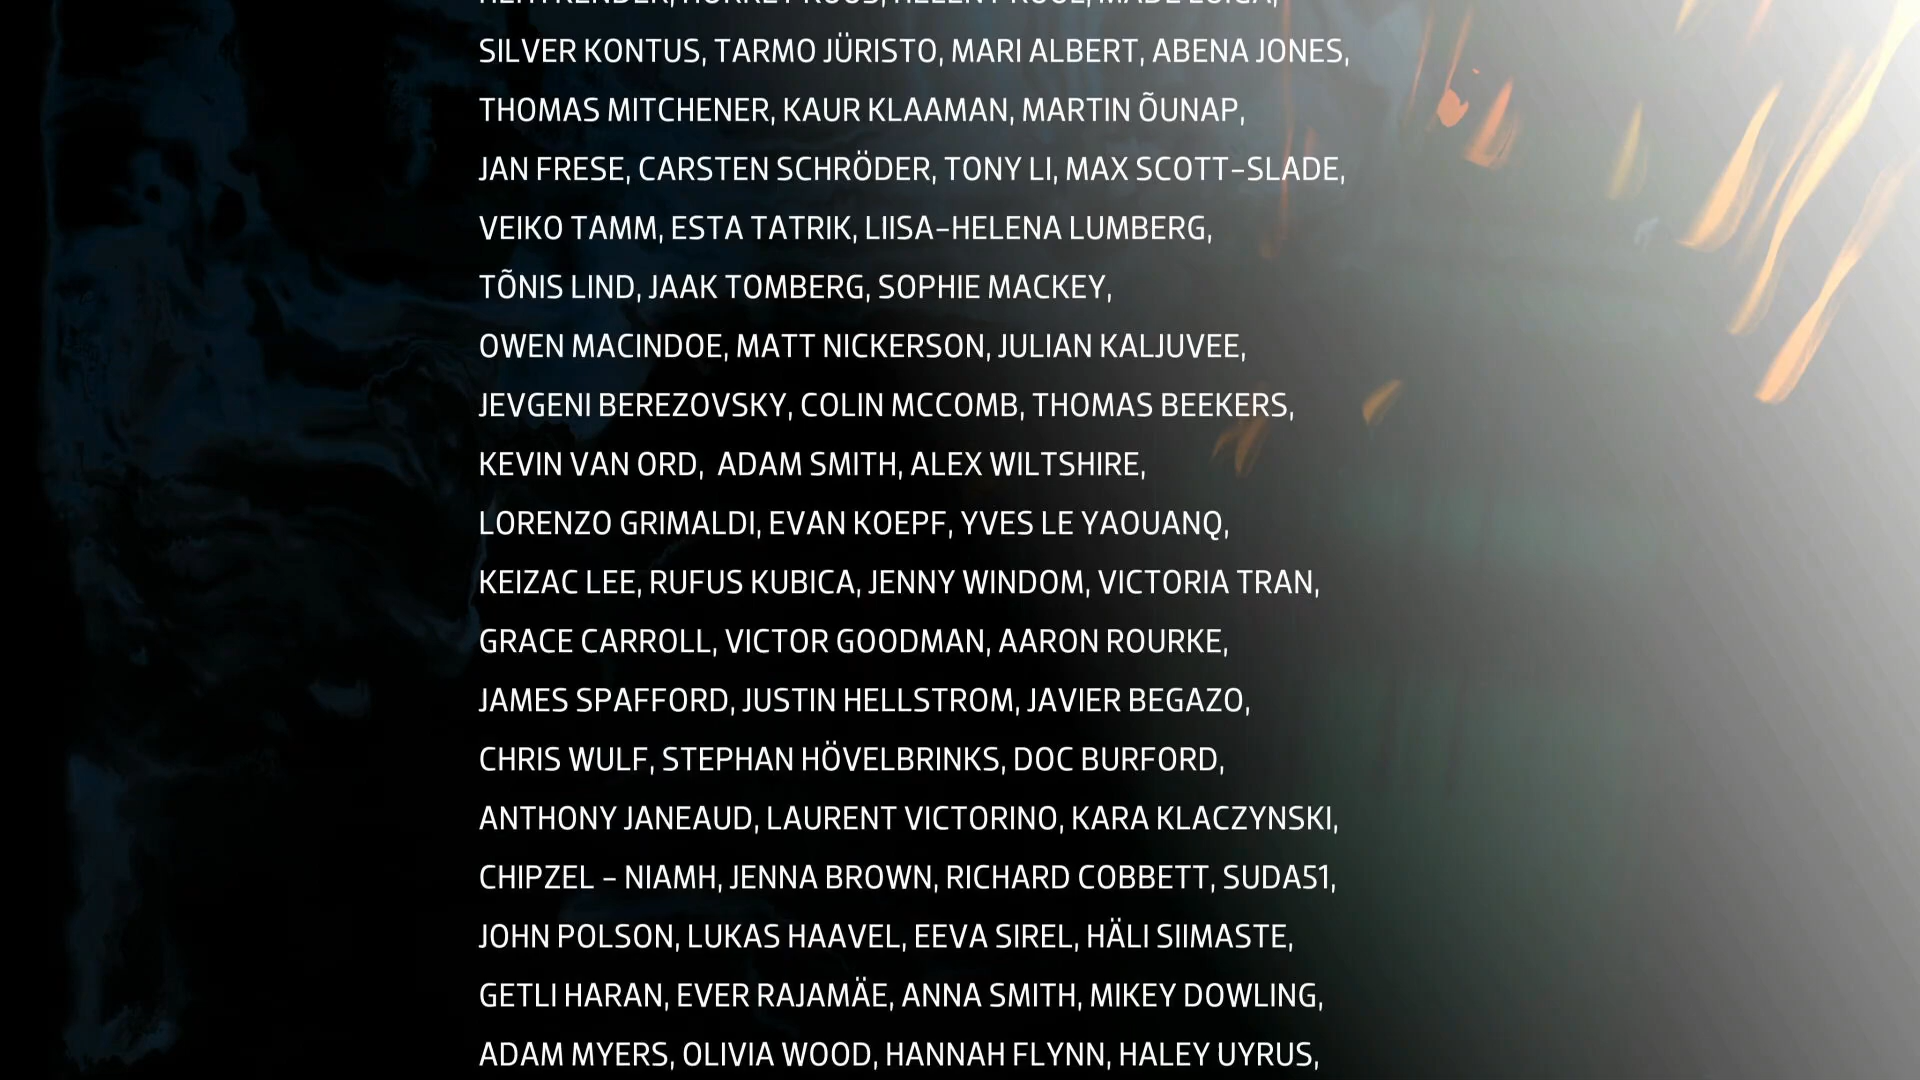 SILVER KONTUS, TARMO JÜRISTO, MARI ALBERT, ABENA JONES,
THOMAS MITCHENER, KAUR KLAAMAN, MARTIN ÕUNAP,
JAN FRESE, CARSTEN SCHRÖDER, TONY LI, MAX SCOTT-SLADE,
VEIKO TAMM, ESTA TATRIK, LIISA-HELENA LUMBERG,
TÕNIS LIND, JAAK TOMBERG, SOPHIE MACKEY,
OWEN MACINDOE, MATT NICKERSON, JULIAN KALJUVEE,
JEVGENI BEREZOVSKY, COLIN MCCOMB, THOMAS BEEKERS,
KEVIN VAN ORD,  ADAM SMITH, ALEX WILTSHIRE,
LORENZO GRIMALDI, EVAN KOEPF, YVES LE YAOUANQ,
KEIZAC LEE, RUFUS KUBICA, JENNY WINDOM, VICTORIA TRAN,
GRACE CARROLL, VICTOR GOODMAN, AARON ROURKE,
JAMES SPAFFORD, JUSTIN HELLSTROM, JAVIER BEGAZO,
CHRIS WULF, STEPHAN HÖVELBRINKS, DOC BURFORD,
ANTHONY JANEAUD, LAURENT VICTORINO, KARA KLACZYNSKI,
CHIPZEL - NIAMH, JENNA BROWN, RICHARD COBBETT, SUDA51,
JOHN POLSON, LUKAS HAAVEL, EEVA SIREL, HÄLI SIIMASTE,
GETLI HARAN, EVER RAJAMÄE, ANNA SMITH, MIKEY DOWLING,
ADAM MYERS, OLIVIA WOOD, HANNAH FLYNN, HALEY UYRUS,